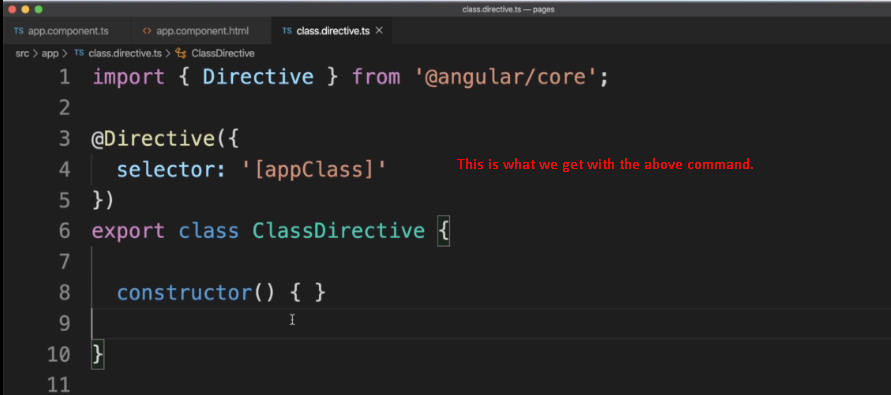 class.directive.ts — pages
TS app.component.ts <> app.component.html TS class.directive.ts ×
src > app > TS class.directive.ts > ClassDirective
1 import { Directive } from '@angular/core';
2
3 @Directive({
4 selector: '[appClass]' This is what we get with the above command.
5 })
6 export class ClassDirective {
7
8 constructor() { }
9
10 }
11